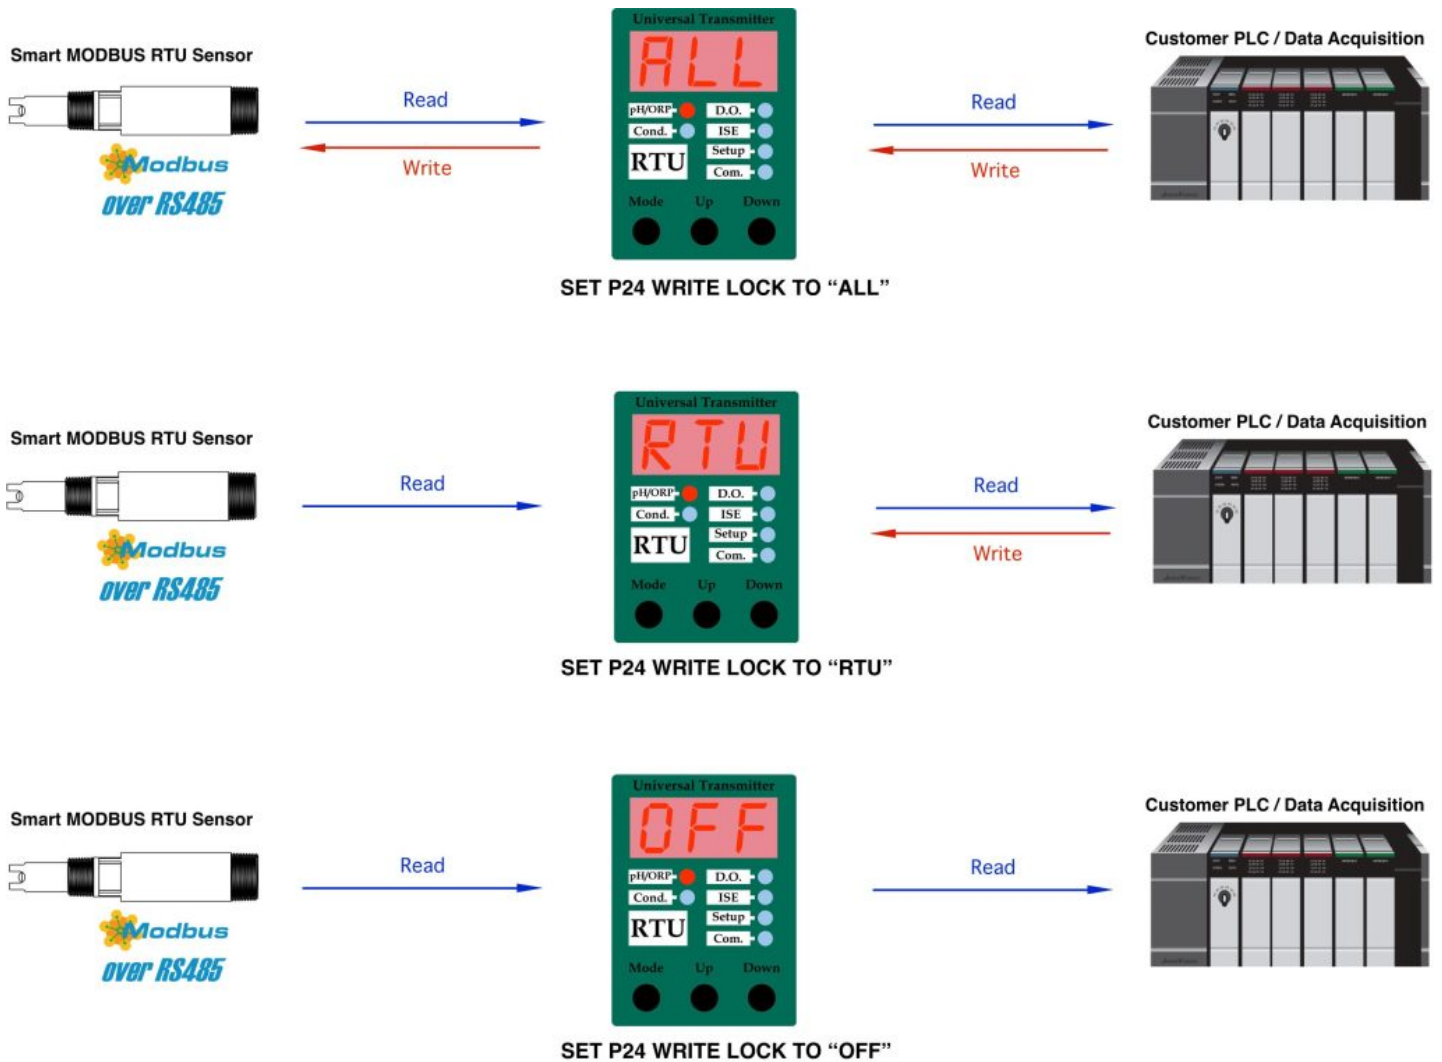 Universal Transmitter
Smart MODBUS RTU Sensor
ALL
Customer PLC / Data Acquisition
Read
pH/ORP
D.O.
Read
Cond.
ISE
Modbus
over RS485
Write
RTU
Setup
Com.
Write
Mode Up Down
SET P24 WRITE LOCK TO “ALL”
Universal Transmitter
Smart MODBUS RTU Sensor
RTU
Customer PLC / Data Acquisition
Read
pH/ORP
D.O.
Read
Cond.
ISE
Modbus
over RS485
RTU
Setup
Com.
Write
Mode Up Down
SET P24 WRITE LOCK TO “RTU”
Universal Transmitter
Smart MODBUS RTU Sensor
OFF
Customer PLC / Data Acquisition
Read
pH/ORP
D.O.
Read
Cond.
ISE
Modbus
over RS485
RTU
Setup
Com.
Mode Up Down
SET P24 WRITE LOCK TO “OFF”